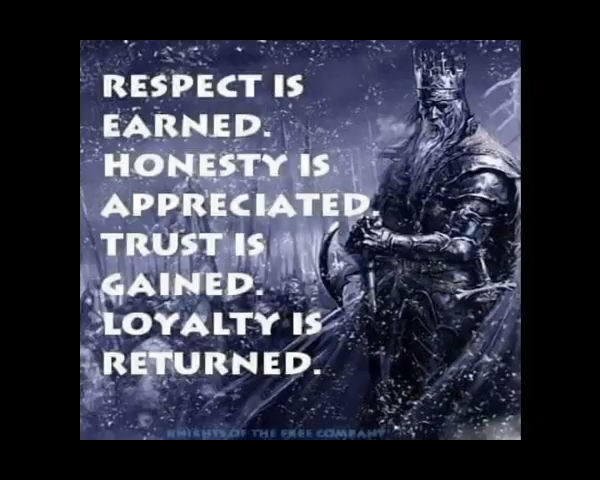 RESPECT IS
EARNED.
HONESTY IS
APPRECIATED.
TRUST IS
GAINED.
LOYALTY IS
RETURNED.
KNIGHTS OF THE FREE COMPANY